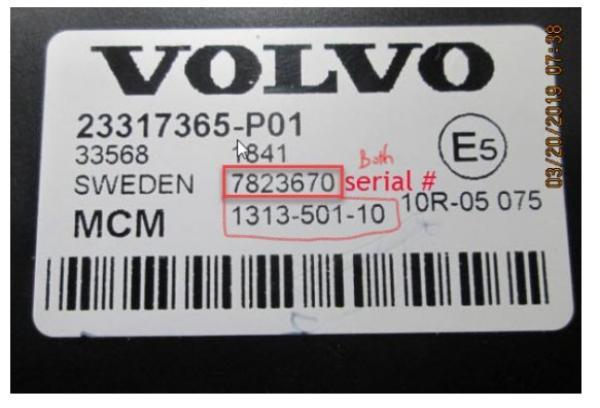 VOLVO
23317365-P01
33568 1841 Both E5
SWEDEN 7823670 serial #
MCM 1313-501-10 10R-05 075
03/20/2019 07:38